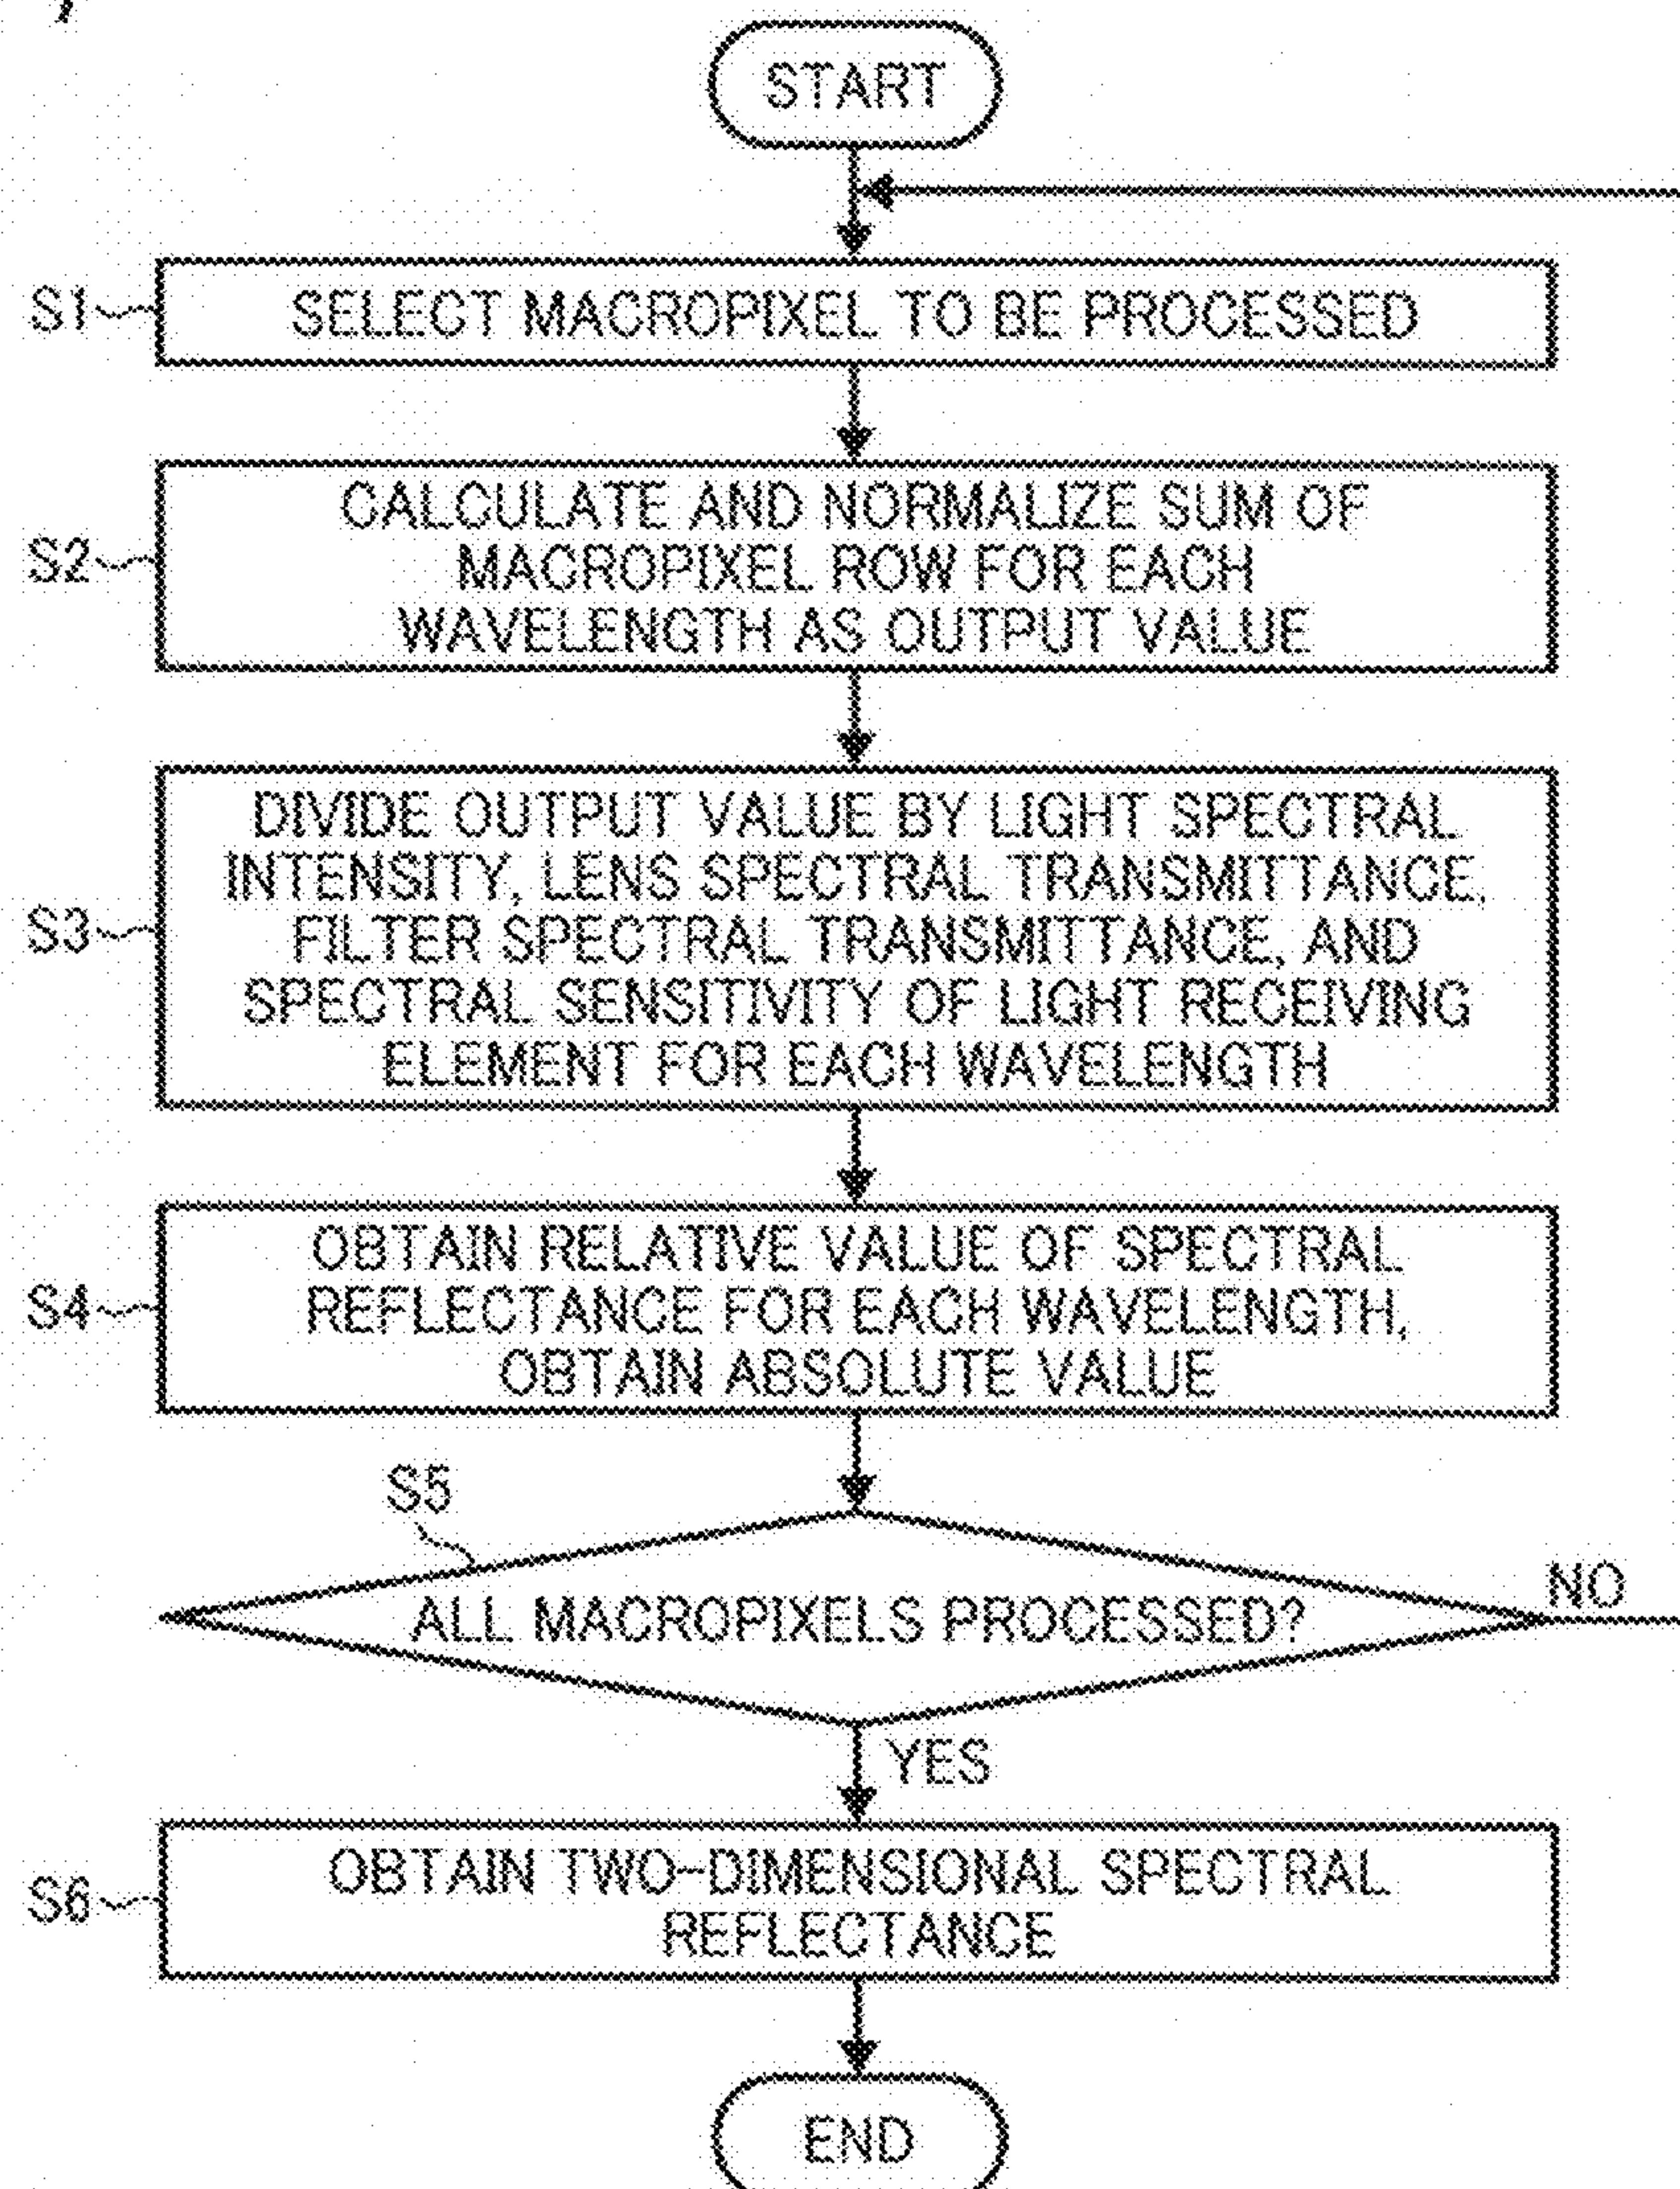 START
S1
SELECT MACROPIXEL TO BE PROCESSED
S2
CALCULATE AND NORMALIZE SUM OF
MACROPIXEL ROW FOR EACH
WAVELENGTH AS OUTPUT VALUE
S3
DIVIDE OUTPUT VALUE BY LIGHT SPECTRAL
INTENSITY, LENS SPECTRAL TRANSMITTANCE,
FILTER SPECTRAL TRANSMITTANCE, AND
SPECTRAL SENSITIVITY OF LIGHT RECEIVING
ELEMENT FOR EACH WAVELENGTH
S4
OBTAIN RELATIVE VALUE OF SPECTRAL
REFLECTANCE FOR EACH WAVELENGTH,
OBTAIN ABSOLUTE VALUE
S5
ALL MACROPIXELS PROCESSED?
NO
YES
S6
OBTAIN TWO-DIMENSIONAL SPECTRAL
REFLECTANCE
END